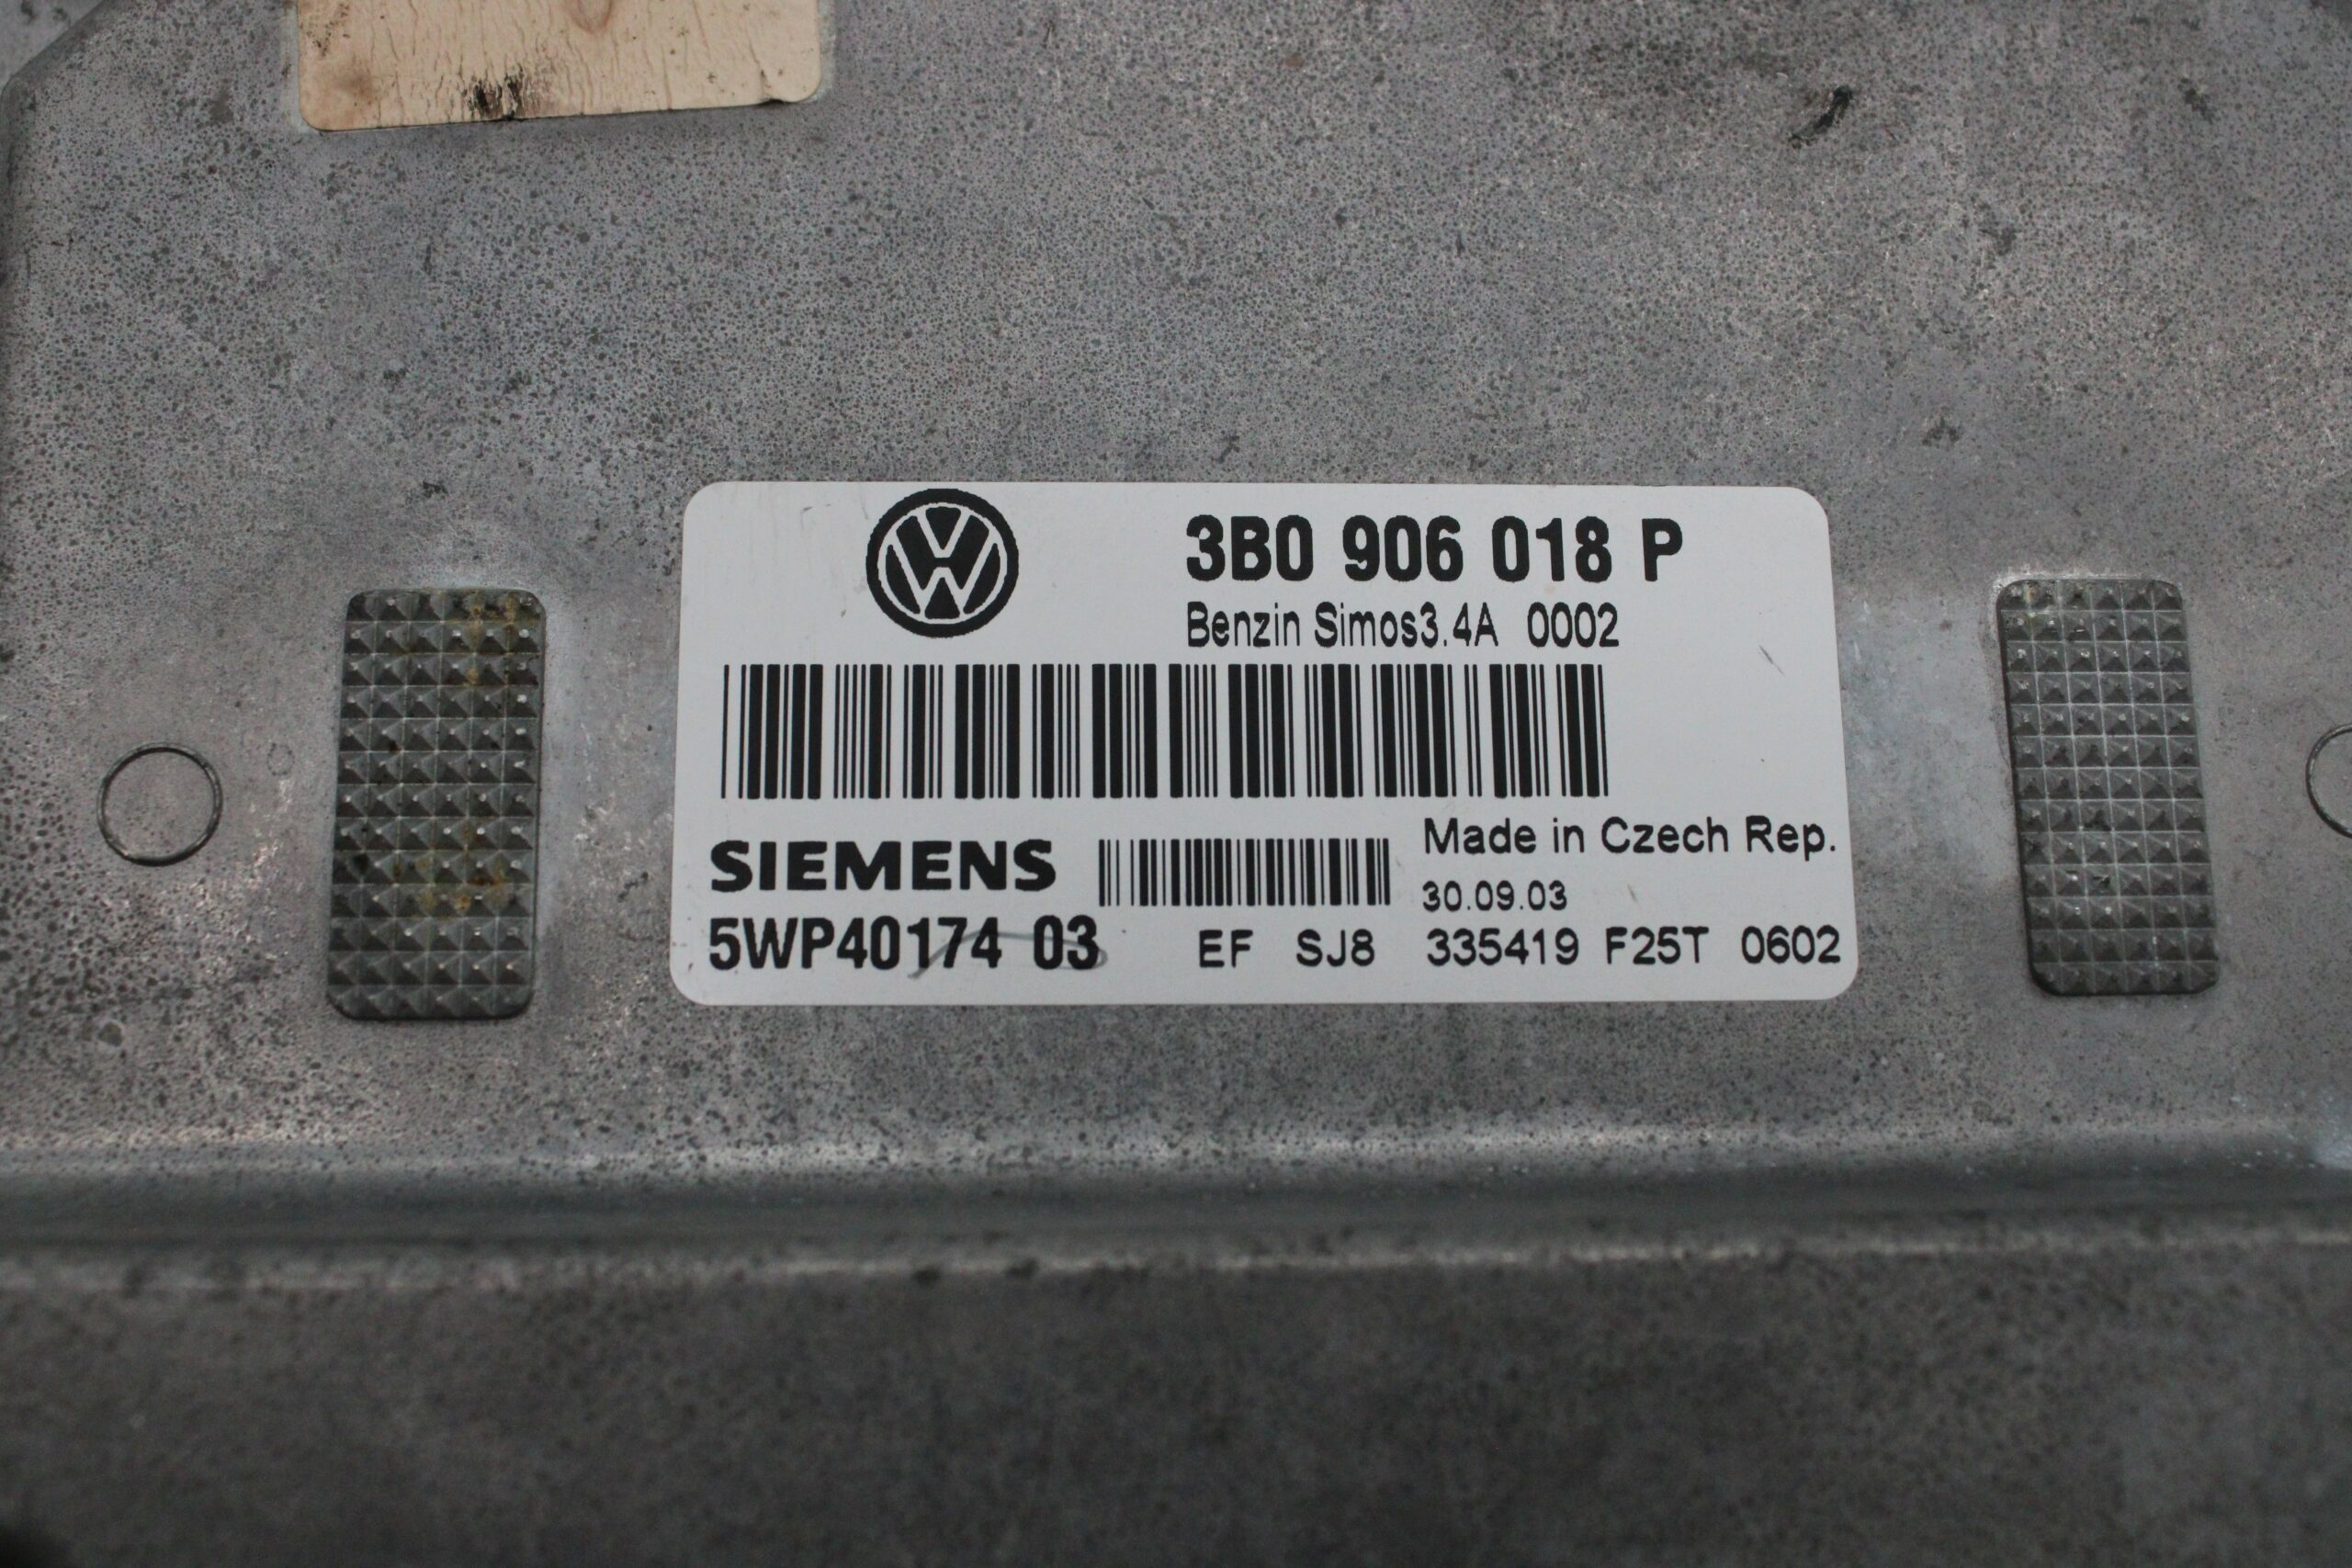 3B0 906 018 P
Benzin Simos3.4A 0002
SIEMENS
Made in Czech Rep.
30.09.03
5WP40174 03 EF SJ8 335419 F25T 0602